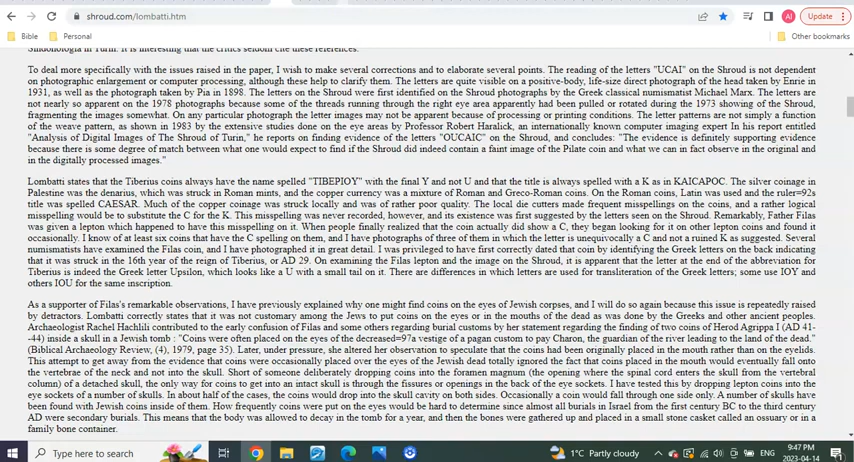 shroud.com/lombatti.htm
AI
Update
Bible
Personal
Other bookmarks
Sindonologia in Turin. It is interesting that the critics seldom cite these references.
To deal more specifically with the issues raised in the paper, I wish to make several corrections and to elaborate several points. The reading of the letters "UCAI" on the Shroud is not dependent
on photographic enlargement or computer processing, although these help to clarify them. The letters are quite visible on a positive-body, life-size direct photograph of the head taken by Enrie in
1931, as well as the photograph taken by Pia in 1898. The letters on the Shroud were first identified on the Shroud photographs by the Greek classical numismatist Michael Marx. The letters are
not nearly so apparent on the 1978 photographs because some of the threads running through the right eye area apparently had been pulled or rotated during the 1973 showing of the Shroud,
fragmenting the images somewhat. On any particular photograph the letter images may not be apparent because of processing or printing conditions. The letter patterns are not simply a function
of the weave pattern, as shown in 1983 by the extensive studies done on the eye areas by Professor Robert Haralick, an internationally known computer imaging expert In his report entitled
"Analysis of Digital Images of The Shroud of Turin," he reports on finding evidence of the letters "OUCAIC" on the Shroud, and concludes: "The evidence is definitely supporting evidence
because there is some degree of match between what one would expect to find if the Shroud did indeed contain a faint image of the Pilate coin and what we can in fact observe in the original and
in the digitally processed images."
Lombatti states that the Tiberius coins always have the name spelled "TIBEPIOY" with the final Y and not U and that the title is always spelled with a K as in KAICAPOC. The silver coinage in
Palestine was the denarius, which was struck in Roman mints, and the copper currency was a mixture of Roman and Greco-Roman coins. On the Roman coins, Latin was used and the ruler=92s
title was spelled CAESAR. Much of the copper coinage was struck locally and was of rather poor quality. The local die cutters made frequent misspellings on the coins, and a rather logical
misspelling would be to substitute the C for the K. This misspelling was never recorded, however, and its existence was first suggested by the letters seen on the Shroud. Remarkably, Father Filas
was given a lepton which happened to have this misspelling on it. When people finally realized that the coin actually did show a C, they began looking for it on other lepton coins and found it
occasionally. I know of at least six coins that have the C spelling on them, and I have photographs of three of them in which the letter is unequivocally a C and not a ruined K as suggested. Several
numismatists have examined the Filas coin, and I have photographed it in great detail. I was privileged to have first correctly dated that coin by identifying the Greek letters on the back indicating
that it was struck in the 16th year of the reign of Tiberius, or AD 29. On examining the Filas lepton and the image on the Shroud, it is apparent that the letter at the end of the abbreviation for
Tiberius is indeed the Greek letter Upsilon, which looks like a U with a small tail on it. There are differences in which letters are used for transliteration of the Greek letters; some use IOY and
others IOU for the same inscription.
As a supporter of Filas's remarkable observations, I have previously explained why one might find coins on the eyes of Jewish corpses, and I will do so again because this issue is repeatedly raised
by detractors. Lombatti correctly states that it was not customary among the Jews to put coins on the eyes or in the mouths of the dead as was done by the Greeks and other ancient peoples.
Archaeologist Rachel Hachlili contributed to the early confusion of Filas and some others regarding burial customs by her statement regarding the finding of two coins of Herod Agrippa I (AD 41-
-44) inside a skull in a Jewish tomb : "Coins were often placed on the eyes of the decreased=97a vestige of a pagan custom to pay Charon, the guardian of the river leading to the land of the dead."
(Biblical Archaeology Review, (4), 1979, page 35). Later, under pressure, she altered her observation to speculate that the coins had been originally placed in the mouth rather than on the eyelids.
This attempt to get away from the evidence that coins were occasionally placed over the eyes of the Jewish dead totally ignored the fact that coins placed in the mouth would eventually fall onto
the vertebrae of the neck and not into the skull. Short of someone deliberately dropping coins into the foramen magnum (the opening where the spinal cord enters the skull from the vertebral
column) of a detached skull, the only way for coins to get into an intact skull is through the fissures or openings in the back of the eye sockets. I have tested this by dropping lepton coins into the
eye sockets of a number of skulls. In about half of the cases, the coins would drop into the skull cavity on both sides. Occasionally a coin would fall through one side only. A number of skulls
have been found with Jewish coins inside of them. How frequently coins were put on the eyes would be hard to determine since almost all burials in Israel from the first century BC to the third century
AD were secondary burials. This means that the body was allowed to decay in the tomb for a year, and then the bones were gathered up and placed in a small stone casket called an ossuary or in a
family bone container.
Type here to search
1°C Partly cloudy
ENG
9:47 PM
2023-04-14